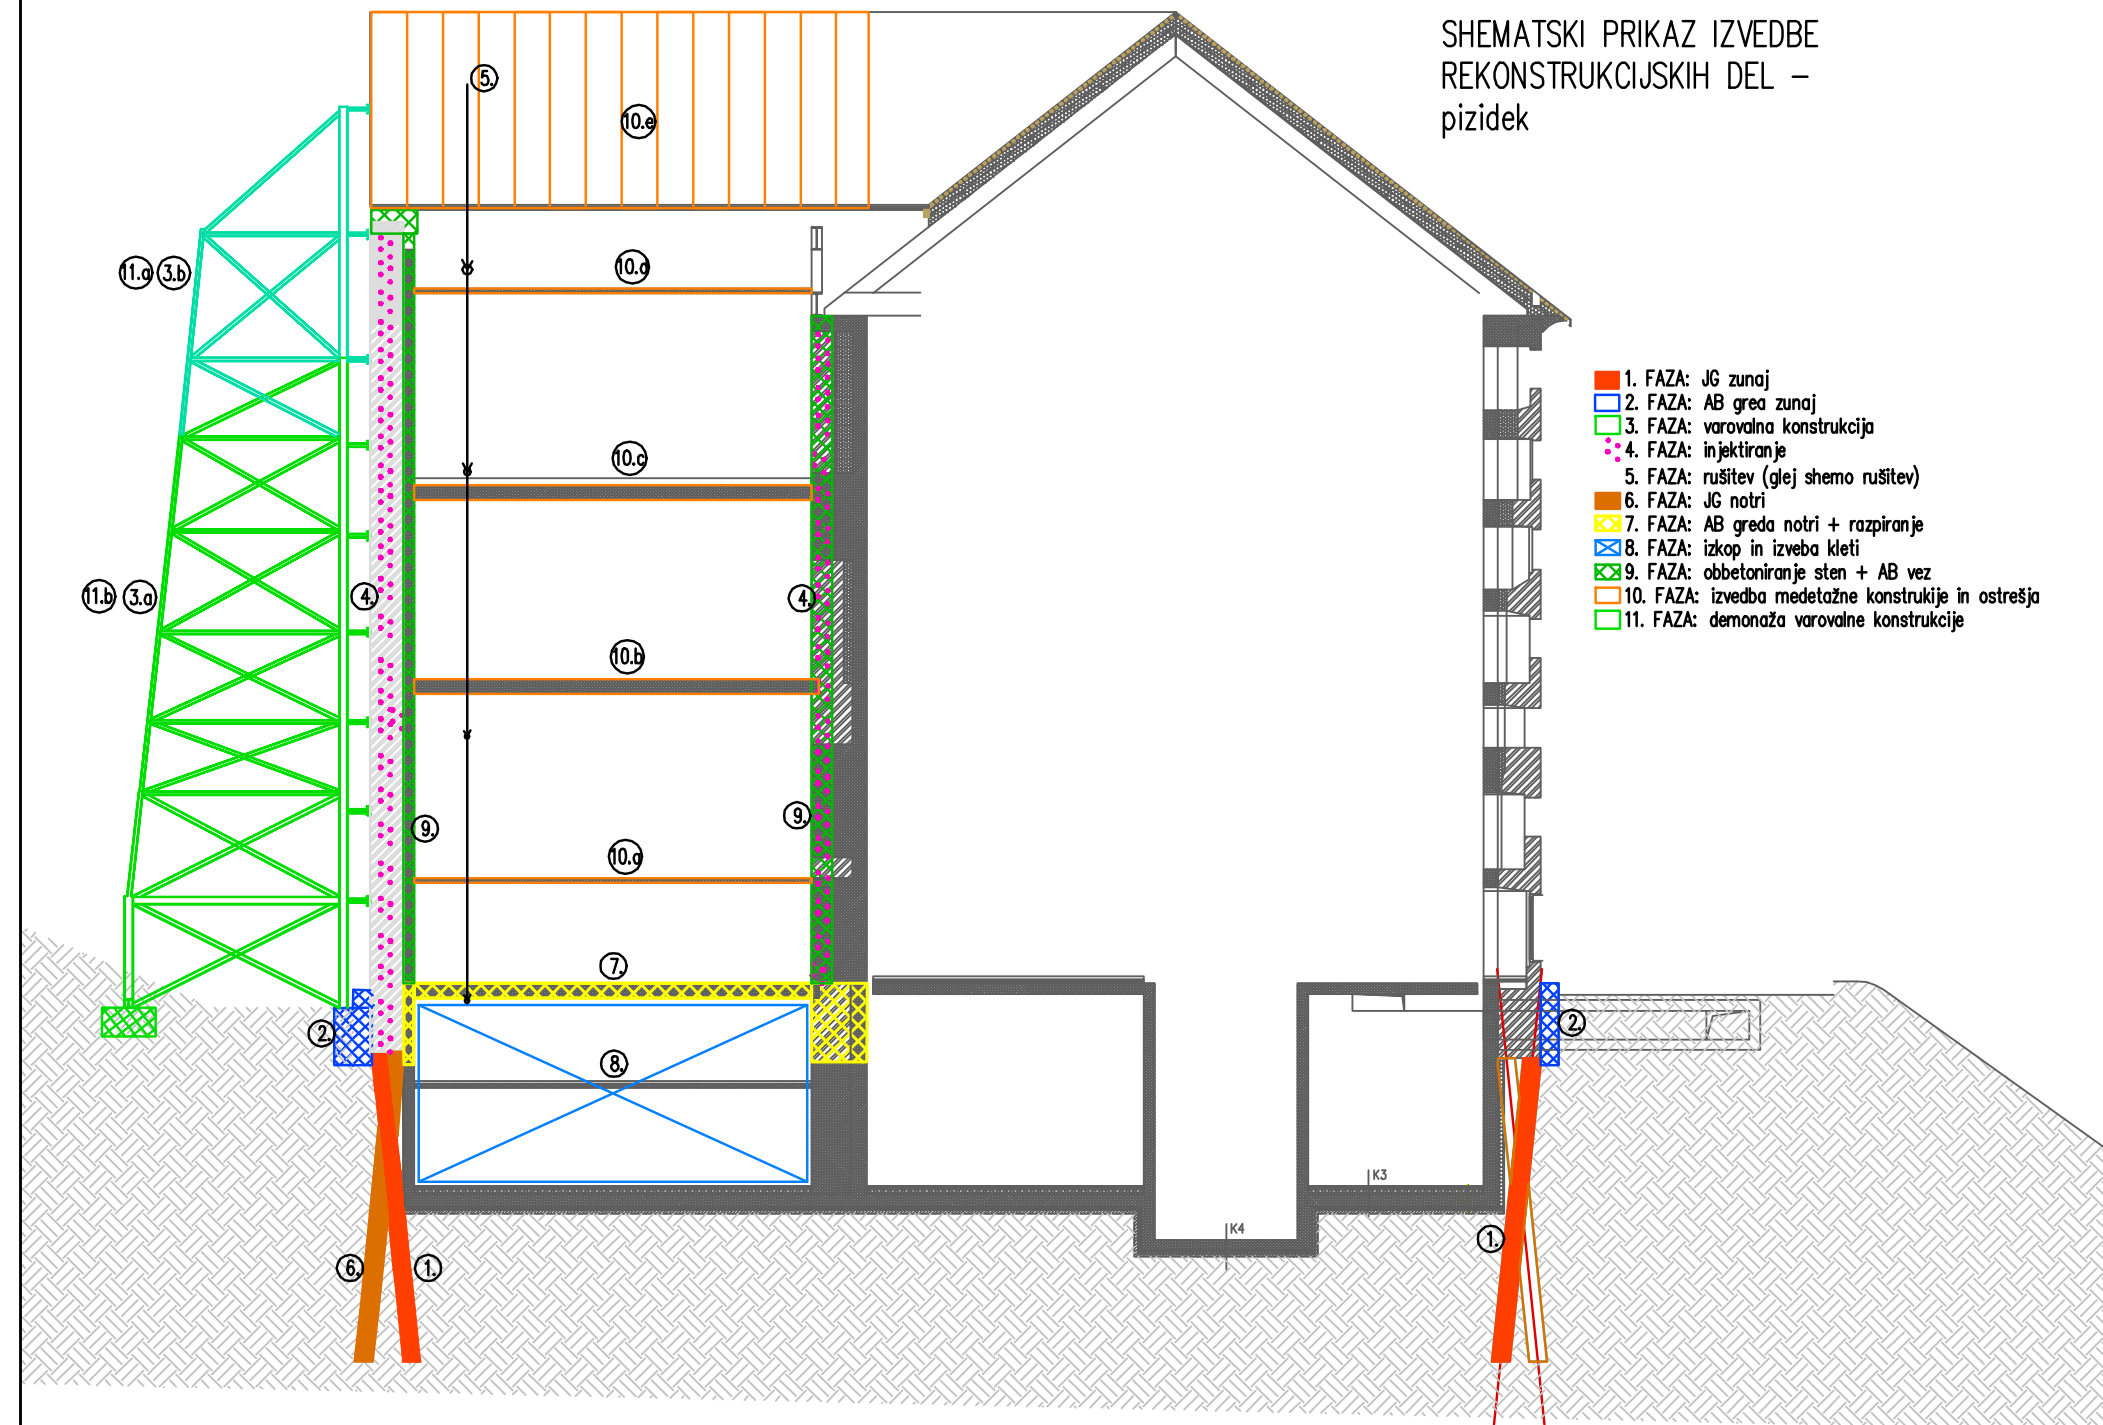 SHEMATSKI PRIKAZ IZVEDBE
REKONSTRUKCIJSKIH DEL –
pizidek
5.
10.e
11.a 3.b
10.d
10.c
11.b 3.a
4.
4.
10.b
9.
9.
10.a
7.
2.
2.
8.
6.
1.
1.
K3
K4
1. FAZA: JG zunaj
2. FAZA: AB grea zunaj
3. FAZA: varovalna konstrukcija
4. FAZA: injektiranje
5. FAZA: rušitev (glej shemo rušitev)
6. FAZA: JG notri
7. FAZA: AB greda notri + razpiranje
8. FAZA: izkop in izveba kleti
9. FAZA: obbetoniranje sten + AB vez
10. FAZA: izvedba medetažne konstrukije in ostrešja
11. FAZA: demonaža varovalne konstrukcije